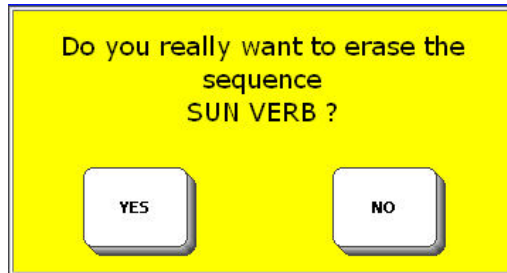 Do you really want to erase the
sequence
SUN VERB ?
YES NO